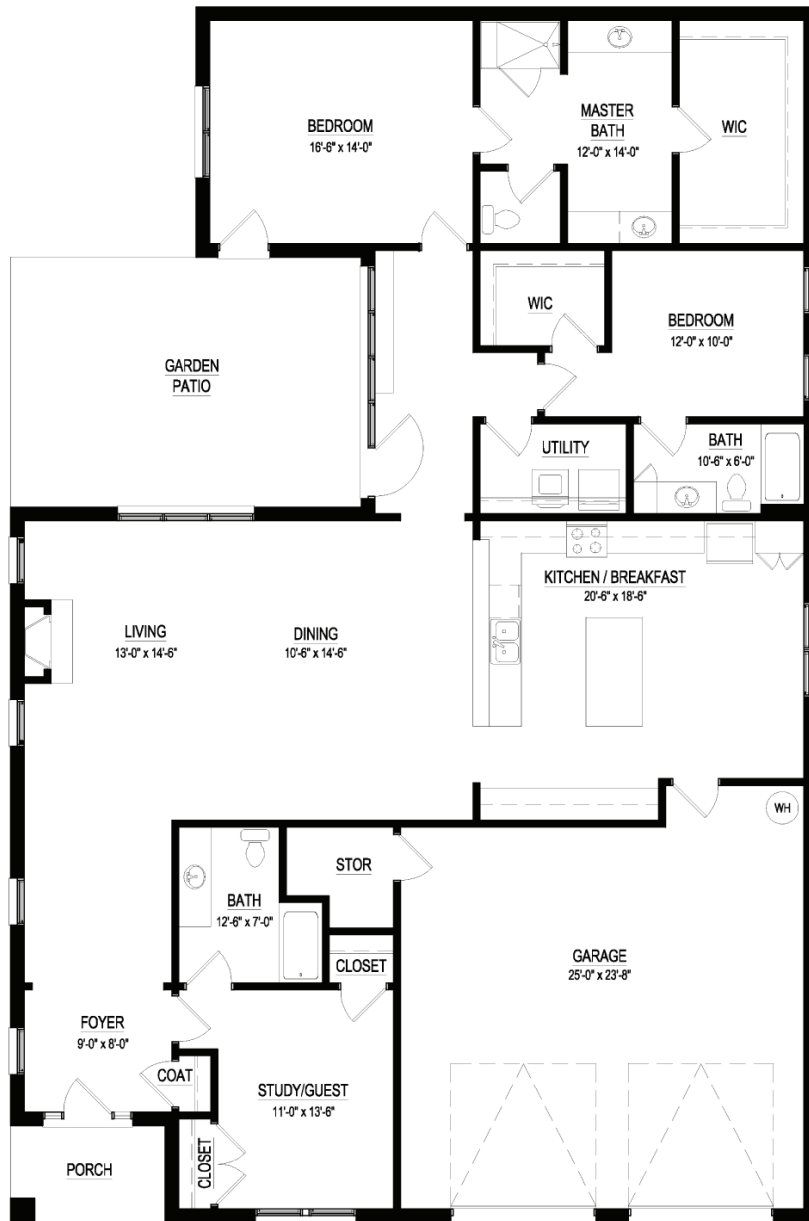 BEDROOM
16'-6" x 14'-0"
MASTER
BATH
12'-0" x 14'-0"
WIC
WIC
BEDROOM
12'-0" x 10'-0"
GARDEN
PATIO
UTILITY
BATH
10'-6" x 6'-0"
KITCHEN / BREAKFAST
20'-6" x 18'-6"
LIVING
13'-0" x 14'-6"
DINING
10'-6" x 14'-6"
WH
STOR
BATH
12'-6" x 7'-0"
CLOSET
GARAGE
25'-0" x 23'-8"
FOYER
9'-0" x 8'-0"
COAT
STUDY/GUEST
11'-0" x 13'-6"
CLOSET
PORCH